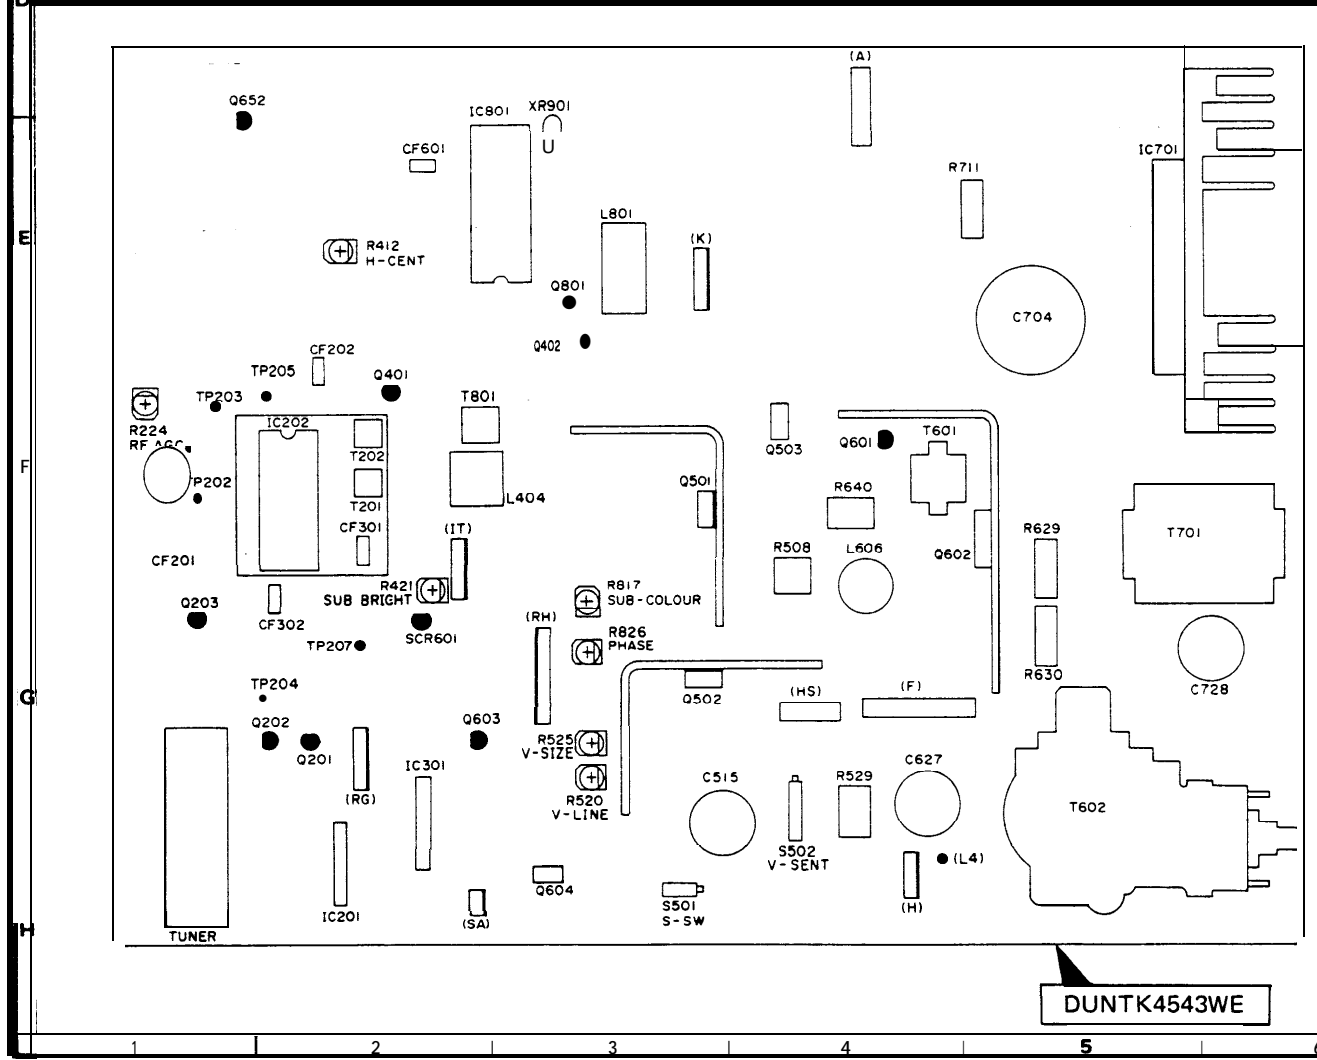 D
(A)
Q652
IC801
XR901
U
CF601
IC701
R711
L801
E
(K)
R412
H-CENT
Q801
C704
Q402
CF202
TP205
Q401
TP203
T801
IC202
R224
RF AGC
T601
Q601
Q503
T202
F
P202
Q501
R640
L404
T201
CF301
(IT)
R629
T701
R508
L606
Q602
CF201
R421
SUB BRIGHT
R817
SUB-COLOUR
Q203
(RH)
CF302
SCR601
R826
PHASE
TP207
R630
TP204
G
Q502
(HS)
(F)
C728
Q202
Q603
R525
V-SIZE
Q201
IC301
C515
R529
C627
(RG)
R520
V-LINE
T602
S502
V-SENT
(L4)
Q604
S501
S-SW
(H)
IC201
(SA)
H
TUNER
DUNTK4543WE
1
2
3
4
5
6